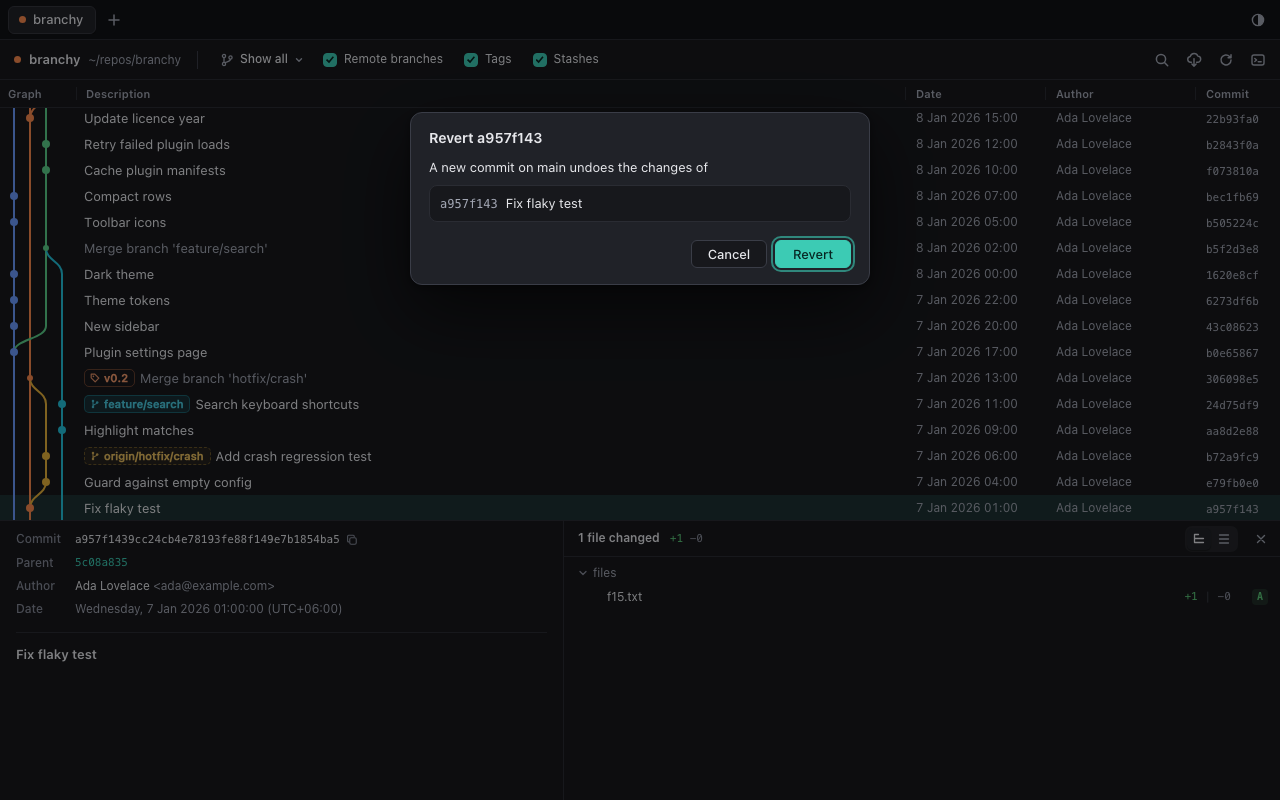 branchy
branchy ~/repos/branchy Show all Remote branches Tags Stashes
Graph Description Date Author Commit
Update licence year 8 Jan 2026 15:00 Ada Lovelace 22b93fa0
Retry failed plugin loads 8 Jan 2026 12:00 Ada Lovelace b2843f0a
Cache plugin manifests 8 Jan 2026 10:00 Ada Lovelace f073810a
Compact rows 8 Jan 2026 07:00 Ada Lovelace bec1fb69
Toolbar icons 8 Jan 2026 05:00 Ada Lovelace b505224c
Merge branch 'feature/search' 8 Jan 2026 02:00 Ada Lovelace b5f2d3e8
Dark theme 8 Jan 2026 00:00 Ada Lovelace 1620e8cf
Theme tokens 7 Jan 2026 22:00 Ada Lovelace 6273df6b
New sidebar 7 Jan 2026 20:00 Ada Lovelace 43c08623
Plugin settings page 7 Jan 2026 17:00 Ada Lovelace b0e65867
v0.2 Merge branch 'hotfix/crash' 7 Jan 2026 13:00 Ada Lovelace 306098e5
feature/search Search keyboard shortcuts 7 Jan 2026 11:00 Ada Lovelace 24d75df9
Highlight matches 7 Jan 2026 09:00 Ada Lovelace aa8d2e88
origin/hotfix/crash Add crash regression test 7 Jan 2026 06:00 Ada Lovelace b72a9fc9
Guard against empty config 7 Jan 2026 04:00 Ada Lovelace e79fb0e0
Fix flaky test 7 Jan 2026 01:00 Ada Lovelace a957f143
Revert a957f143
A new commit on main undoes the changes of
a957f143 Fix flaky test
Cancel Revert
Commit a957f1439cc24cb4e78193fe88f149e7b1854ba5
Parent 5c08a835
Author Ada Lovelace <ada@example.com>
Date Wednesday, 7 Jan 2026 01:00:00 (UTC+06:00)
Fix flaky test
1 file changed +1 −0
files
f15.txt +1 | −0 A